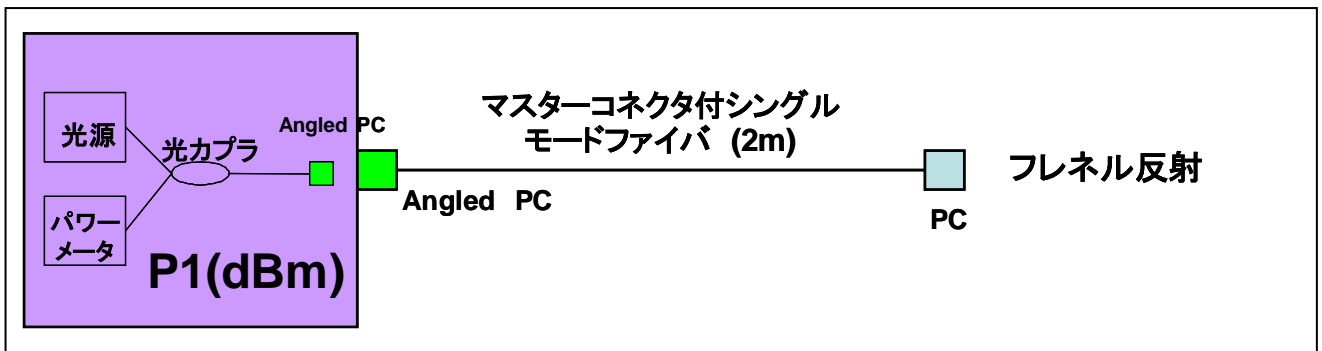 光源
光カプラ
パワー
メータ
P1(dBm)
Angled PC
Angled PC
マスターコネクタ付シングル
モードファイバ (2m)
PC
フレネル反射